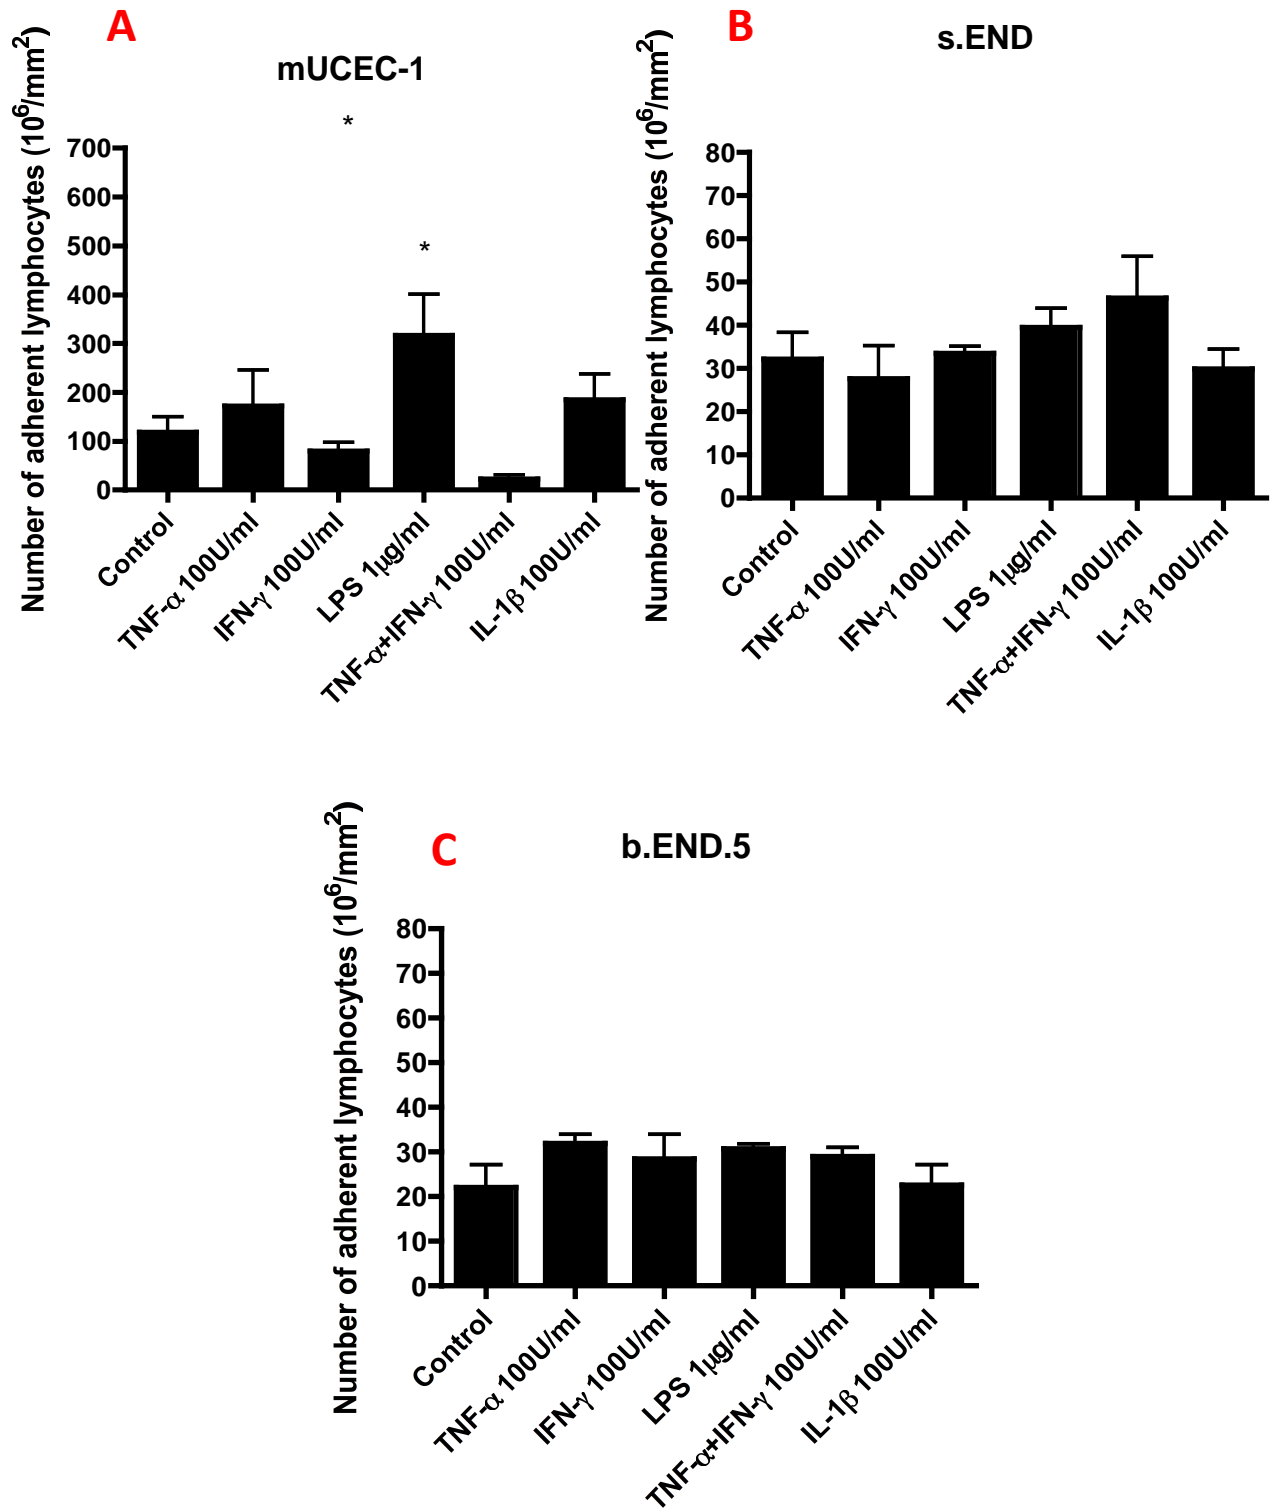 A
mUCEC-1
*
*
Number of adherent lymphocytes (10⁶/mm²)
700
600
500
400
300
200
100
0
Control
TNF-α 100U/ml
IFN-γ 100U/ml
LPS 1μg/ml
TNF-α+IFN-γ 100U/ml
IL-1β 100U/ml
B
s.END
Number of adherent lymphocytes (10⁶/mm²)
80
70
60
50
40
30
20
10
0
Control
TNF-α 100U/ml
IFN-γ 100U/ml
LPS 1μg/ml
TNF-α+IFN-γ 100U/ml
IL-1β 100U/ml
C
b.END.5
Number of adherent lymphocytes (10⁶/mm²)
80
70
60
50
40
30
20
10
0
Control
TNF-α 100U/ml
IFN-γ 100U/ml
LPS 1μg/ml
TNF-α+IFN-γ 100U/ml
IL-1β 100U/ml